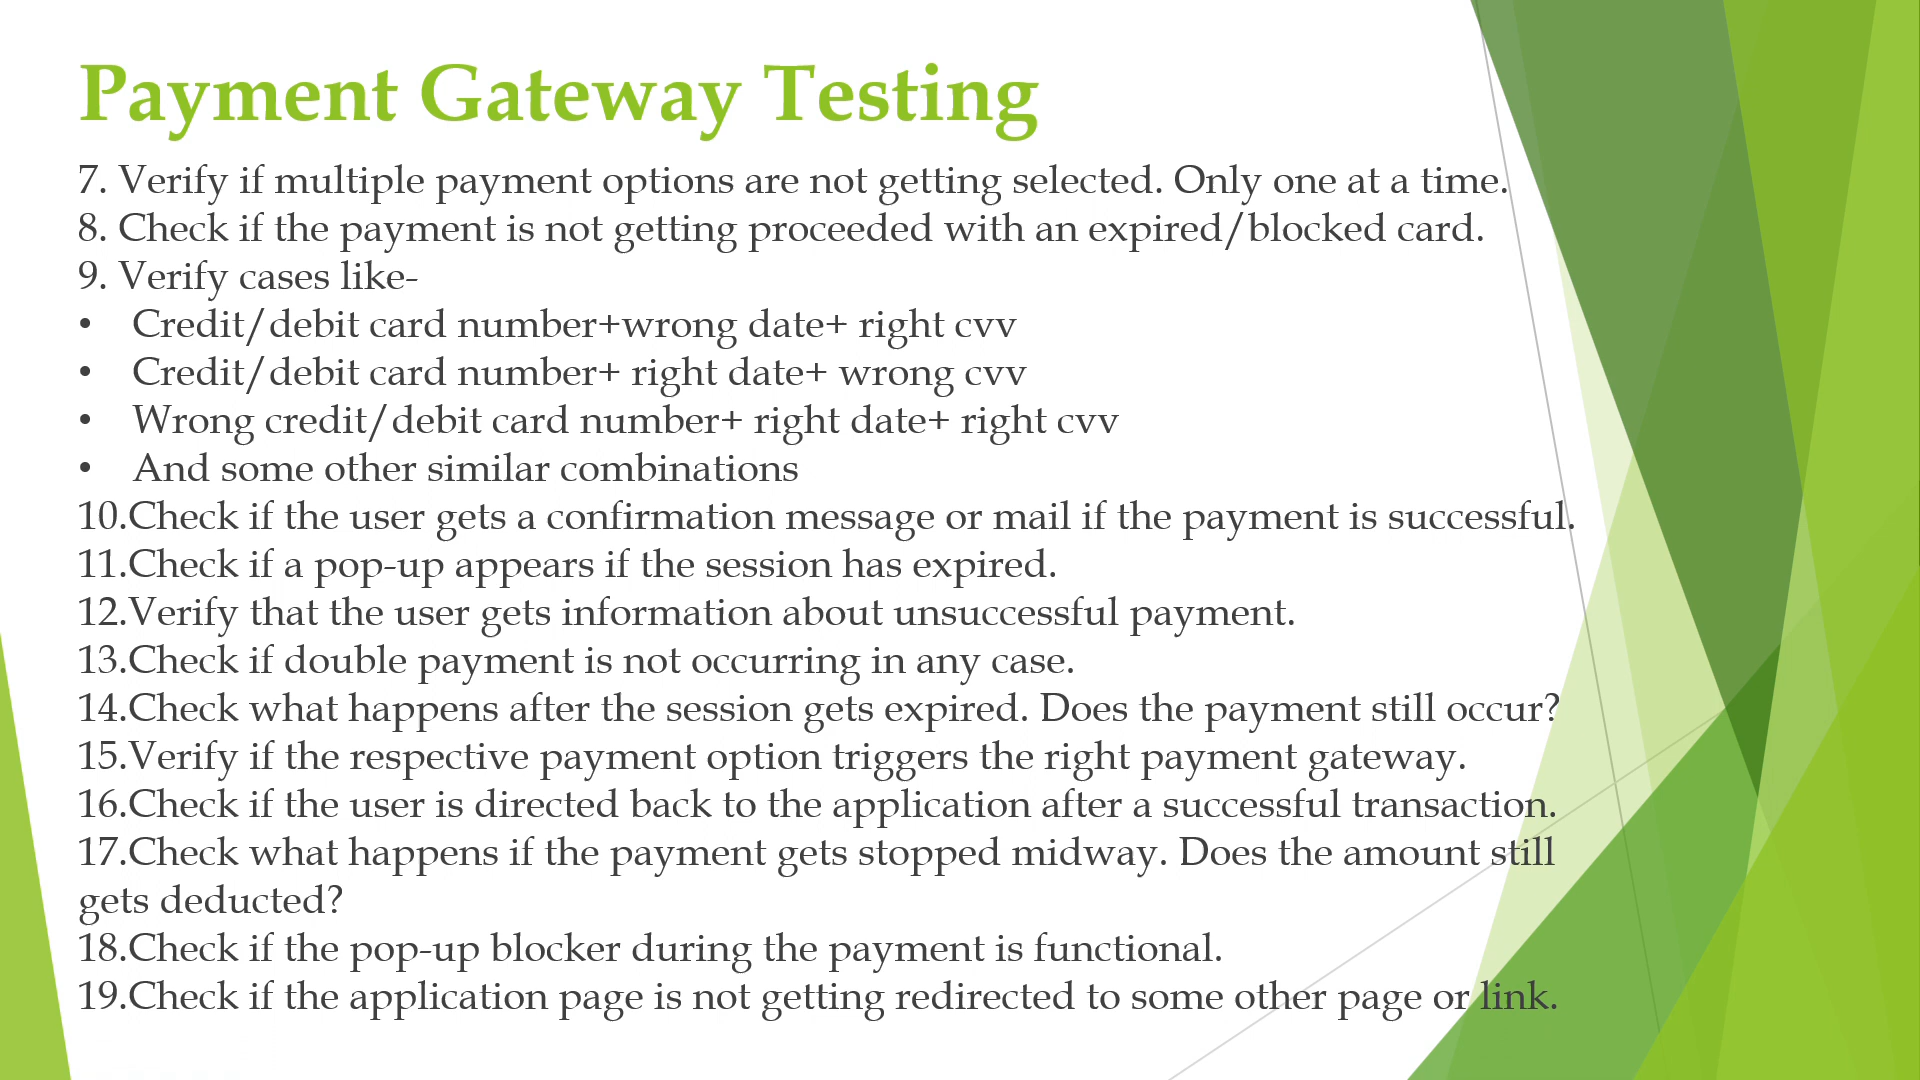 Payment Gateway Testing
7. Verify if multiple payment options are not getting selected. Only one at a time.
8. Check if the payment is not getting proceeded with an expired/blocked card.
9. Verify cases like-
• Credit/debit card number+wrong date+ right cvv
• Credit/debit card number+ right date+ wrong cvv
• Wrong credit/debit card number+ right date+ right cvv
• And some other similar combinations
10.Check if the user gets a confirmation message or mail if the payment is successful.
11.Check if a pop-up appears if the session has expired.
12.Verify that the user gets information about unsuccessful payment.
13.Check if double payment is not occurring in any case.
14.Check what happens after the session gets expired. Does the payment still occur?
15.Verify if the respective payment option triggers the right payment gateway.
16.Check if the user is directed back to the application after a successful transaction.
17.Check what happens if the payment gets stopped midway. Does the amount still
gets deducted?
18.Check if the pop-up blocker during the payment is functional.
19.Check if the application page is not getting redirected to some other page or link.